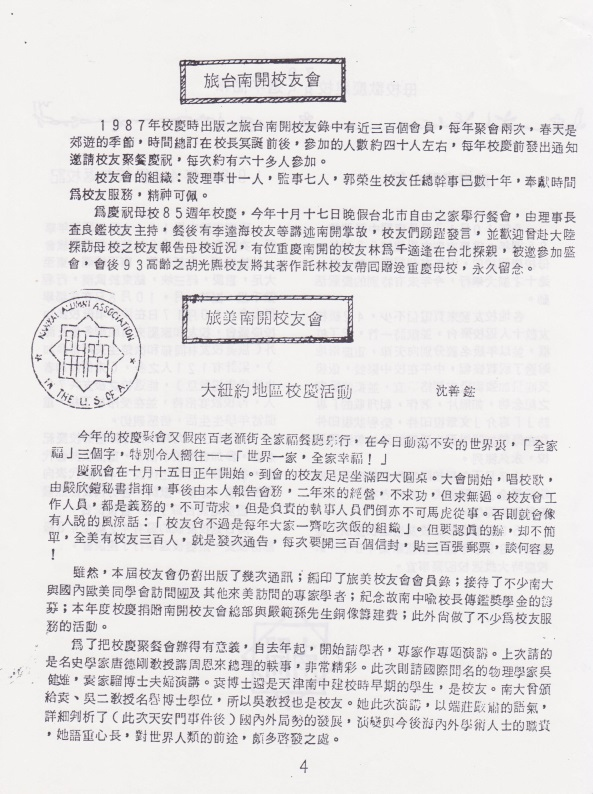 旅台南開校友會
1987年校慶時出版之旅台南開校友錄中有近三百個會員，每年聚會兩次，春天是
郊遊的季節，時間總訂在校長冥誕前後，參加的人數約四十人左右，每年校慶前發出通知
邀請校友聚餐慶祝，每次約有六十多人參加。
校友會的組織：設理事廿一人，監事七人，郭榮生校友任總幹事已數十年，奉獻時間
爲校友服務，精神可佩。
爲慶祝母校85週年校慶，今年十月十七日晚假台北市自由之家舉行餐會，由理事長
查良鑑校友主持，餐後有李遠海校友等講述南開掌故，校友們踴躍發言，並歡迎曾赴大陸
探訪母校之校友報告母校近況，有位重慶南開的校友林爲千適逢在台北探親，被邀參加盛
會，會後93高齡之胡光麃校友將其著作託林校友帶回贈送重慶母校，永久留念。
旅美南開校友會
NANKAI ALUMNI ASSOCIATION
IN THE U.S. OF A.
大紐約地區校慶活動
沈善鋐
今年的校慶聚會又假座百老滙街全家福餐廳舉行，在今日動蕩不安的世界裏，「全家
福」三個字，特別令人嚮往——「世界一家，全家幸福！」
慶祝會在十月十五日正午開始。到會的校友足足坐滿四大圓桌。大會開始，唱校歌，
由嚴欣鎧秘書指揮，事後由本人報告會務，二年來的經營，不求功，但求無過。校友會工
作人員，都是義務的，不可苛求，但是負責的執事人員們倒亦不可馬虎從事。否則就會像
有人說的風涼話：「校友會不過是每年大家一齊吃次飯的組織」。但要認眞的辦，却不簡
單，全美有校友三百人，就是發次通告，每次要開三百個信封，貼三百張郵票，談何容易
！
雖然，本屆校友會仍舊出版了幾次通訊；編印了旅美校友會會員錄；接待了不少南大
與國內歐美同學會訪問團及其他來美訪問的專家學者；紀念故南中喻校長傳鑑獎學金的籌
募；本年度校慶捐贈南開校友會總部與嚴範孫先生銅像籌建費；此外尙做了不少爲校友服
務的活動。
爲了把校慶聚餐會辦得有意義，自去年起，開始請學者，專家作專題演講。上次請的
是名史學家唐德剛敎授講周恩來總理的軼事，非常精彩。此次則請國際聞名的物理學家吳
健雄，袁家騮博士夫婦演講。袁博士還是天津南中建校時早期的學生，是校友。南大曾頒
給袁、吳二敎授名譽博士學位，所以吳敎授也是校友。她此次演講，以端莊嚴肅的語氣，
詳細剖析了（此次天安門事件後）國內外局勢的發展，演變與今後海內外學術人士的職責
，她語重心長，對世界人類的前途，頗多啓發之處。
4